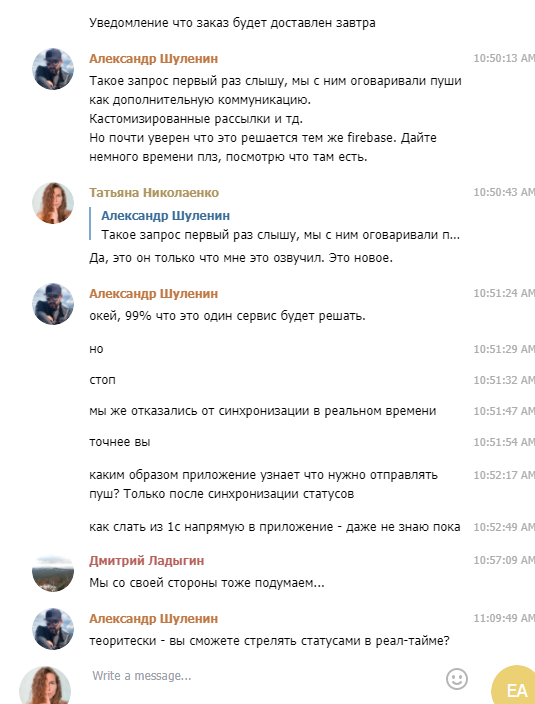 Уведомление что заказ будет доставлен завтра
Александр Шуленин 10:50:13 AM
Такое запрос первый раз слышу, мы с ним оговаривали пуши
как дополнительную коммуникацию.
Кастомизированные рассылки и тд.
Но почти уверен что это решается тем же firebase. Дайте
немного времени плз, посмотрю что там есть.
Татьяна Николаенко 10:50:43 AM
Александр Шуленин
Такое запрос первый раз слышу, мы с ним оговаривали п...
Да, это он только что мне это озвучил. Это новое.
Александр Шуленин 10:51:24 AM
окей, 99% что это один сервис будет решать.
но 10:51:29 AM
стоп 10:51:32 AM
мы же отказались от синхронизации в реальном времени 10:51:47 AM
точнее вы 10:51:54 AM
каким образом приложение узнает что нужно отправлять 10:52:17 AM
пуш? Только после синхронизации статусов
как слать из 1с напрямую в приложение - даже не знаю пока 10:52:49 AM
Дмитрий Ладыгин 10:57:09 AM
Мы со своей стороны тоже подумаем...
Александр Шуленин 11:09:49 AM
теоритески - вы сможете стрелять статусами в реал-тайме?
Write a message...
EA